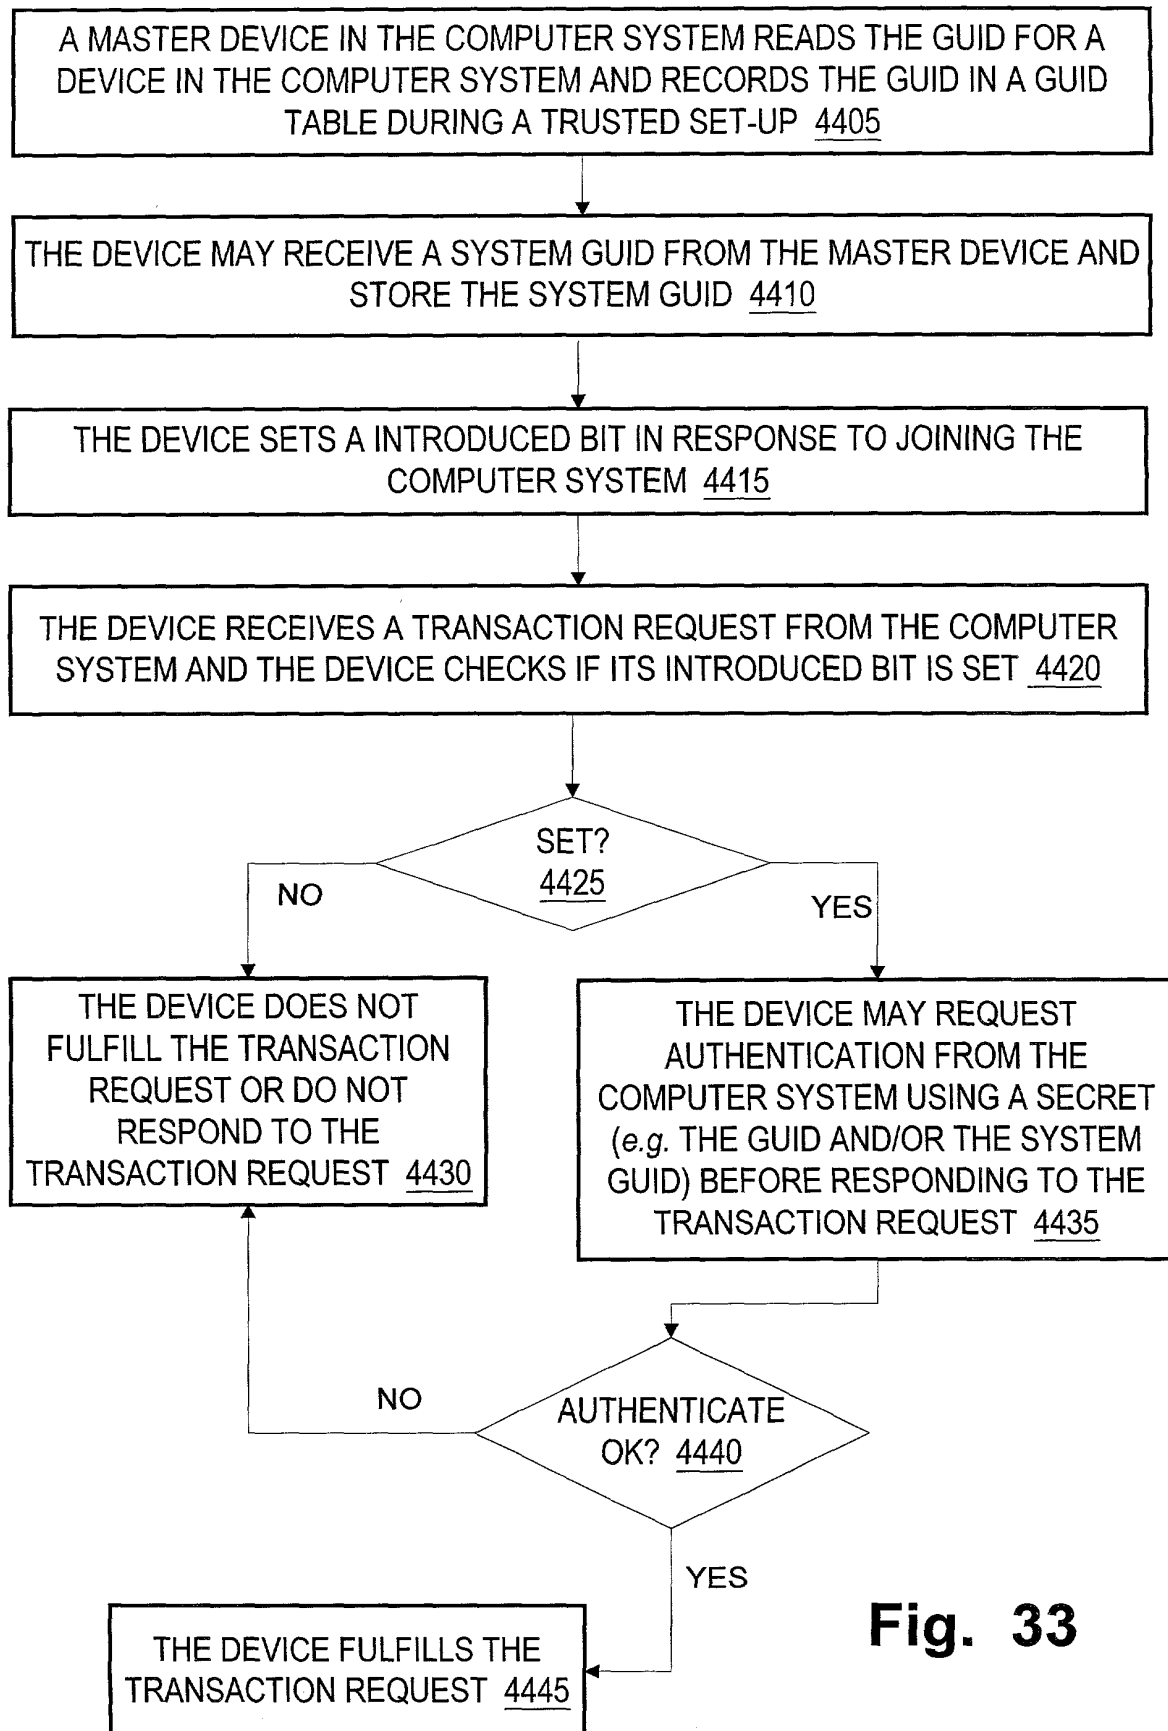 A MASTER DEVICE IN THE COMPUTER SYSTEM READS THE GUID FOR A
DEVICE IN THE COMPUTER SYSTEM AND RECORDS THE GUID IN A GUID
TABLE DURING A TRUSTED SET-UP 4405
THE DEVICE MAY RECEIVE A SYSTEM GUID FROM THE MASTER DEVICE AND
STORE THE SYSTEM GUID 4410
THE DEVICE SETS A INTRODUCED BIT IN RESPONSE TO JOINING THE
COMPUTER SYSTEM 4415
THE DEVICE RECEIVES A TRANSACTION REQUEST FROM THE COMPUTER
SYSTEM AND THE DEVICE CHECKS IF ITS INTRODUCED BIT IS SET 4420
SET?
4425
NO
YES
THE DEVICE DOES NOT
FULFILL THE TRANSACTION
REQUEST OR DO NOT
RESPOND TO THE
TRANSACTION REQUEST 4430
THE DEVICE MAY REQUEST
AUTHENTICATION FROM THE
COMPUTER SYSTEM USING A SECRET
(e.g. THE GUID AND/OR THE SYSTEM
GUID) BEFORE RESPONDING TO THE
TRANSACTION REQUEST 4435
NO
AUTHENTICATE
OK? 4440
YES
THE DEVICE FULFILLS THE
TRANSACTION REQUEST 4445
Fig. 33